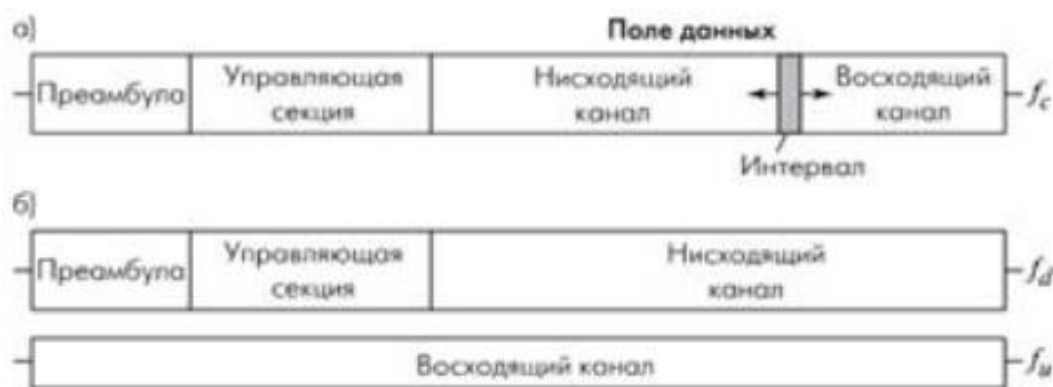 а)
Поле данных
Преамбула
Управляющая
секция
Нисходящий
канал
Восходящий
канал
f_c
Интервал
б)
Преамбула
Управляющая
секция
Нисходящий
канал
f_d
Восходящий канал
f_u